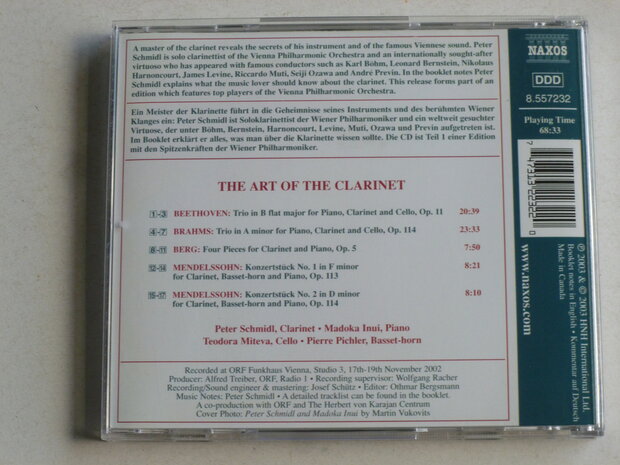 A master of the clarinet reveals the secrets of his instrument and of the famous Viennese sound. Peter
Schmidl is solo clarinettist of the Vienna Philharmonic Orchestra and an internationally sought-after
virtuoso who has appeared with famous conductors such as Karl Böhm, Leonard Bernstein, Nikolaus
Harnoncourt, James Levine, Riccardo Muti, Seiji Ozawa and André Previn. In the booklet notes Peter
Schmidl explains what the music lover should know about the clarinet. This release forms part of an
edition which features top players of the Vienna Philharmonic Orchestra.
Ein Meister der Klarinette führt in die Geheimnisse seines Instruments und des berühmten Wiener
Klanges ein: Peter Schmidl ist Soloklarinettist der Wiener Philharmoniker und ein weltweit gesuchter
Virtuose, der unter Böhm, Bernstein, Harnoncourt, Levine, Muti, Ozawa und Previn aufgetreten ist.
Im Booklet erklärt er alles, was man über die Klarinette wissen sollte. Die CD ist Teil 1 einer Edition
mit den Spitzenkräften der Wiener Philharmoniker.
THE ART OF THE CLARINET
1-3 BEETHOVEN: Trio in B flat major for Piano, Clarinet and Cello, Op. 11 20:39
4-7 BRAHMS: Trio in A minor for Piano, Clarinet and Cello, Op. 114 23:33
8-11 BERG: Four Pieces for Clarinet and Piano, Op. 5 7:50
12-14 MENDELSSOHN: Konzertstück No. 1 in F minor 8:21
for Clarinet, Basset-horn and Piano, Op. 113
15-17 MENDELSSOHN: Konzertstück No. 2 in D minor 8:10
for Clarinet, Basset-horn and Piano, Op. 114
Peter Schmidl, Clarinet • Madoka Inui, Piano
Teodora Miteva, Cello • Pierre Pichler, Basset-horn
Recorded at ORF Funkhaus Vienna, Studio 3, 17th-19th November 2002
Producer: Alfred Treiber, ORF, Radio 1 • Recording supervisor: Wolfgang Racher
Recording/Sound engineer & mastering: Josef Schütz • Editor: Othmar Bergsmann
Music Notes: Peter Schmidl • A detailed tracklist can be found in the booklet.
A co-production with ORF and The Herbert von Karajan Centrum
Cover Photo: Peter Schmidl and Madoka Inui by Martin Vukovits
NAXOS
DDD
8.557232
Playing Time
68:33
7 47313 22322 0
℗ 2003 & © 2003 HNH International Ltd.
Booklet notes in English • Kommentar auf Deutsch
Made in Canada
www.naxos.com